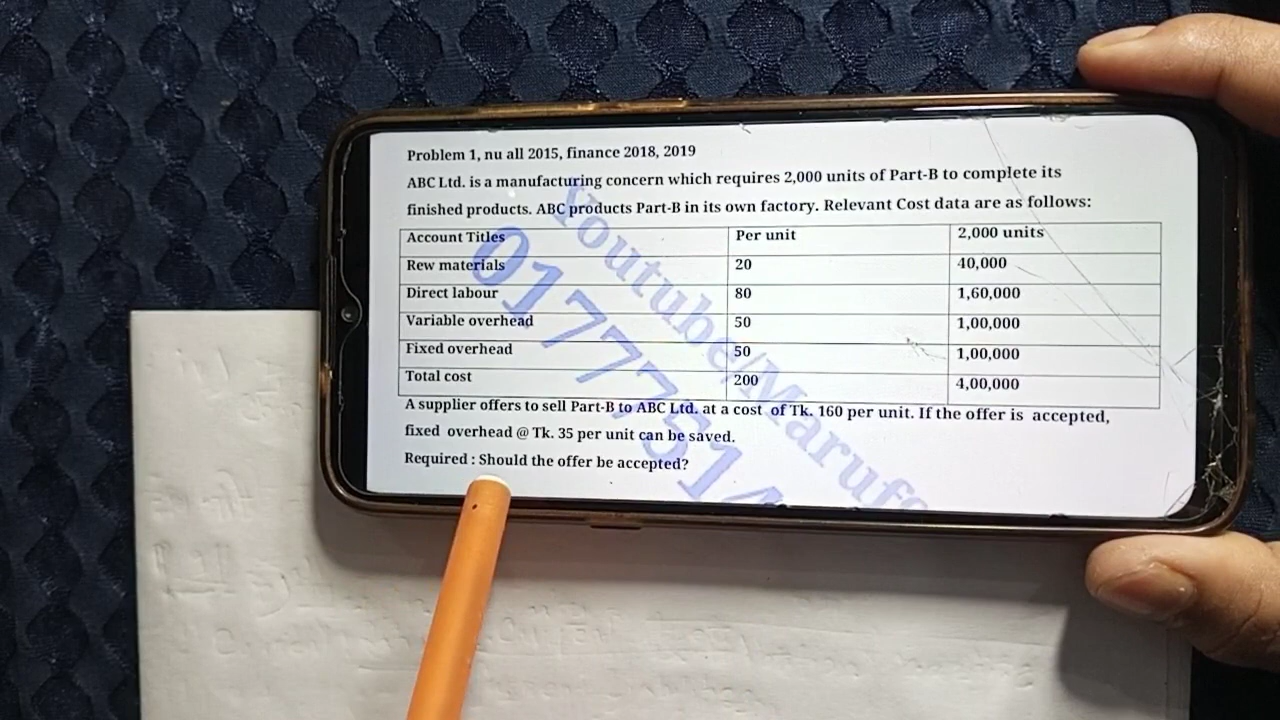 Problem 1, nu all 2015, finance 2018, 2019
ABC Ltd. is a manufacturing concern which requires 2,000 units of Part-B to complete its
finished products. ABC products Part-B in its own factory. Relevant Cost data are as follows:
Account Titles Per unit 2,000 units
Rew materials 20 40,000
Direct labour 80 1,60,000
Variable overhead 50 1,00,000
Fixed overhead 50 1,00,000
Total cost 200 4,00,000
A supplier offers to sell Part-B to ABC Ltd. at a cost of Tk. 160 per unit. If the offer is accepted,
fixed overhead @ Tk. 35 per unit can be saved.
Required : Should the offer be accepted?
Youtube/Marufs